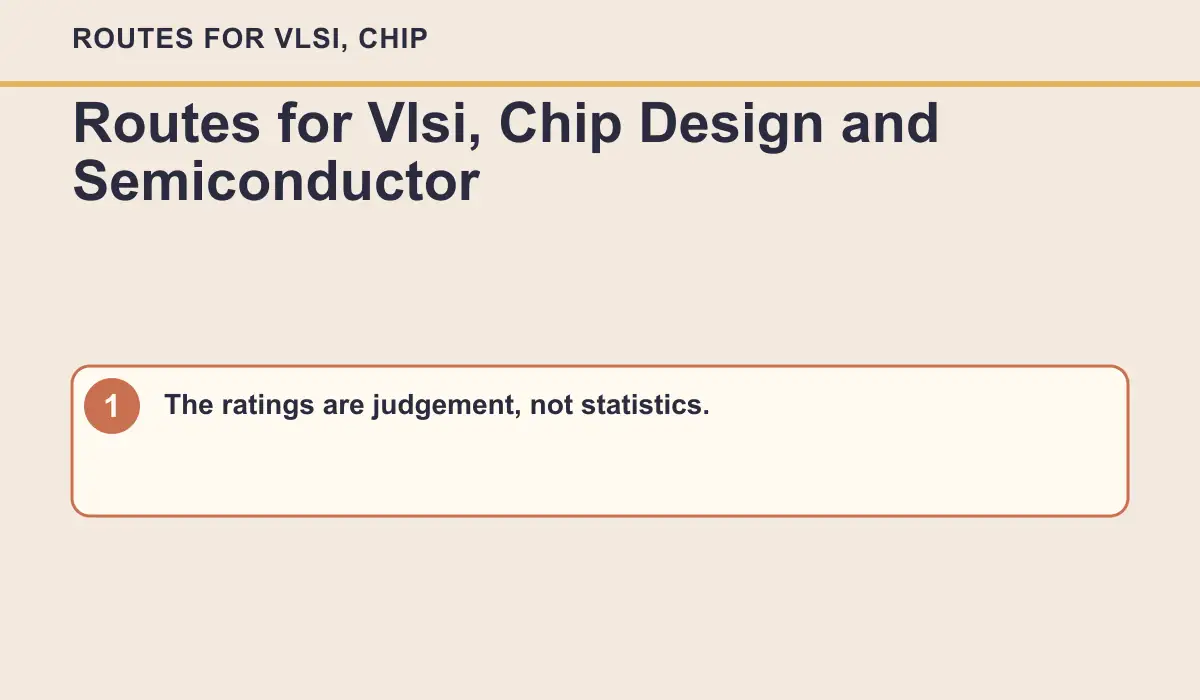 ROUTES FOR VLSI, CHIP
Routes for Vlsi, Chip Design and
Semiconductor
1 The ratings are judgement, not statistics.